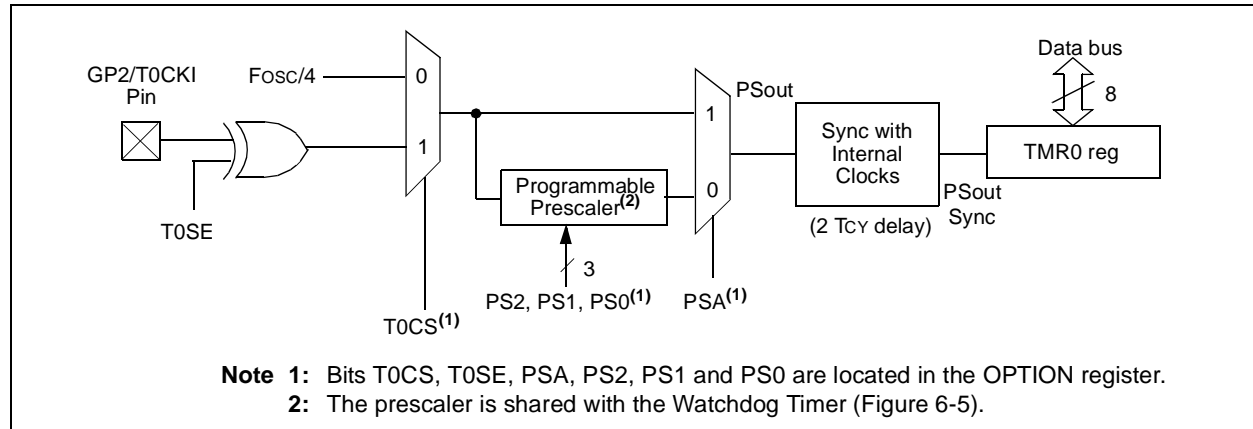 GP2/T0CKI
Pin
FOSC/4
0
1
T0SE
T0CS(1)
Programmable
Prescaler(2)
3
PS2, PS1, PS0(1)
1
0
PSA(1)
PSout
Sync with
Internal
Clocks
(2 TCY delay)
PSout
Sync
Data bus
8
TMR0 reg
Note 1: Bits T0CS, T0SE, PSA, PS2, PS1 and PS0 are located in the OPTION register.
2: The prescaler is shared with the Watchdog Timer (Figure 6-5).